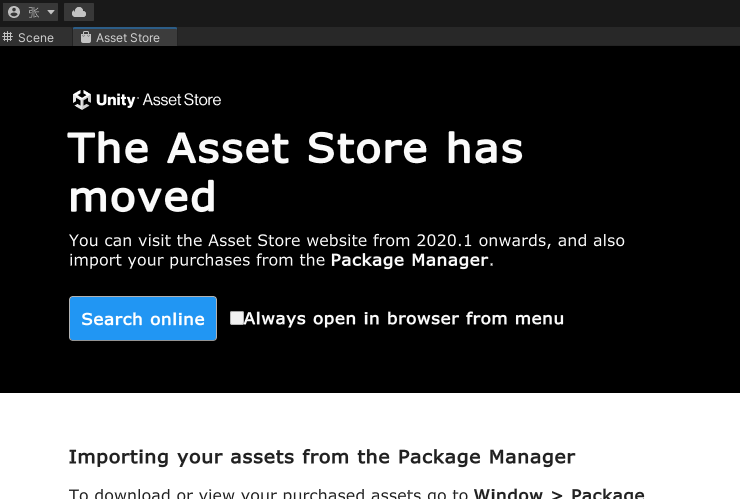 张
Scene
Asset Store
Unity Asset Store
The Asset Store has
moved
You can visit the Asset Store website from 2020.1 onwards, and also
import your purchases from the Package Manager.
Search online
Always open in browser from menu
Importing your assets from the Package Manager
To download or view your purchased assets go to Window > Package